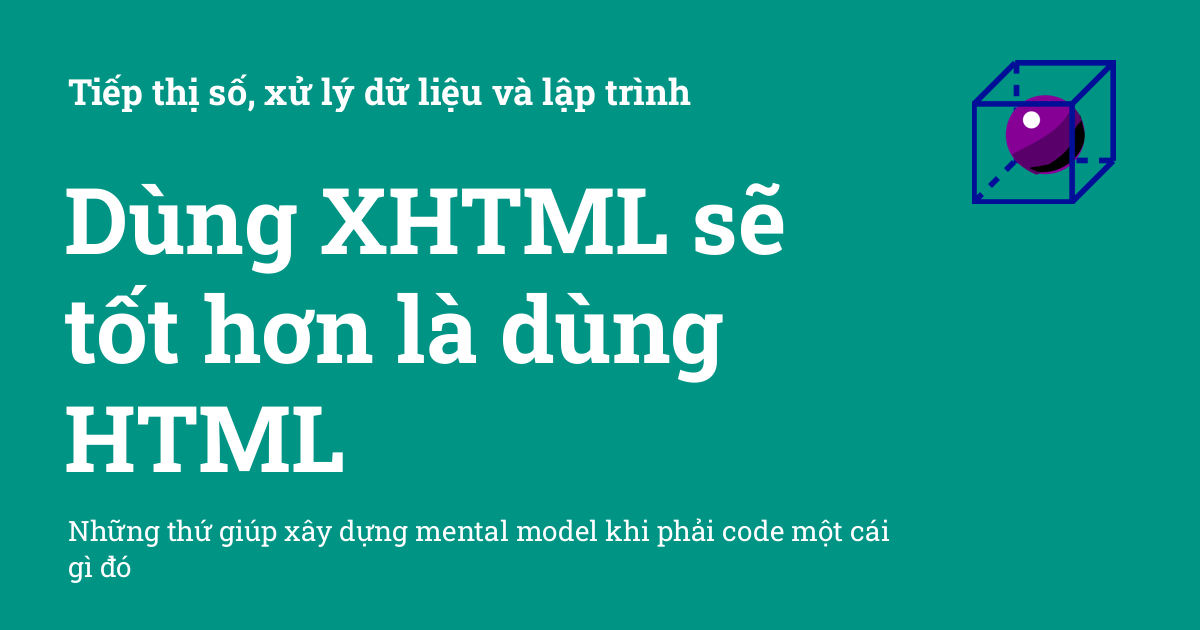 Tiếp thị số, xử lý dữ liệu và lập trình
Dùng XHTML sẽ
tốt hơn là dùng
HTML
Những thứ giúp xây dựng mental model khi phải code một cái
gì đó